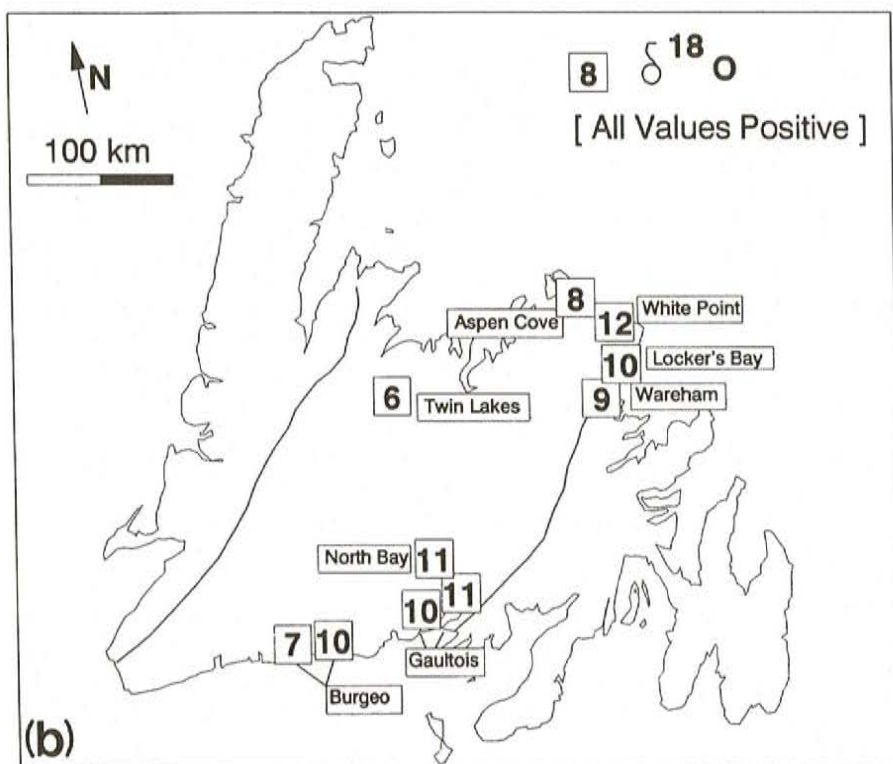 N
100 km
8 δ18 O
[ All Values Positive ]
8
White Point
Aspen Cove
12
10
Locker's Bay
6
Twin Lakes
9
Wareham
North Bay
11
11
10
7
10
Gaultois
Burgeo
(b)